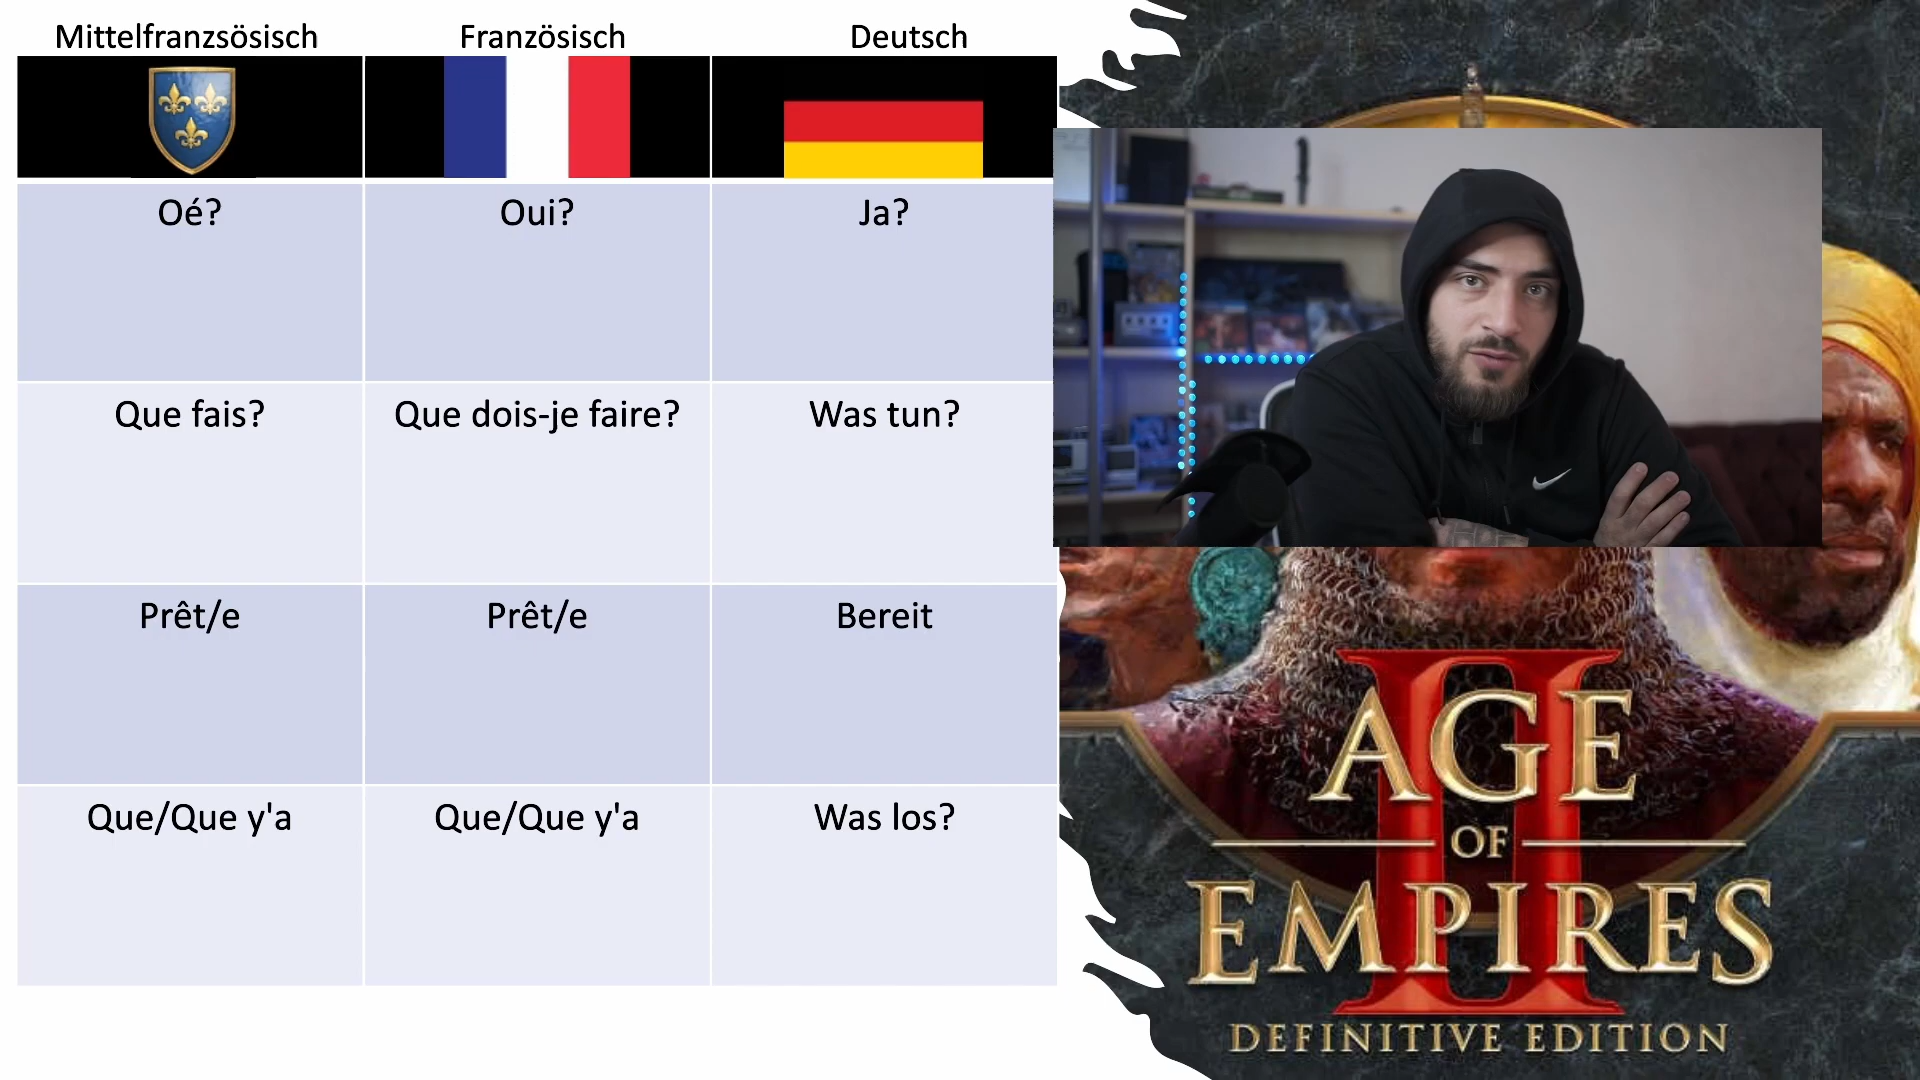 Mittelfranzsösisch Französisch Deutsch
Oé? Oui? Ja?
Que fais? Que dois-je faire? Was tun?
Prêt/e Prêt/e Bereit
Que/Que y'a Que/Que y'a Was los?
II
AGE
OF
EMPIRES
DEFINITIVE EDITION